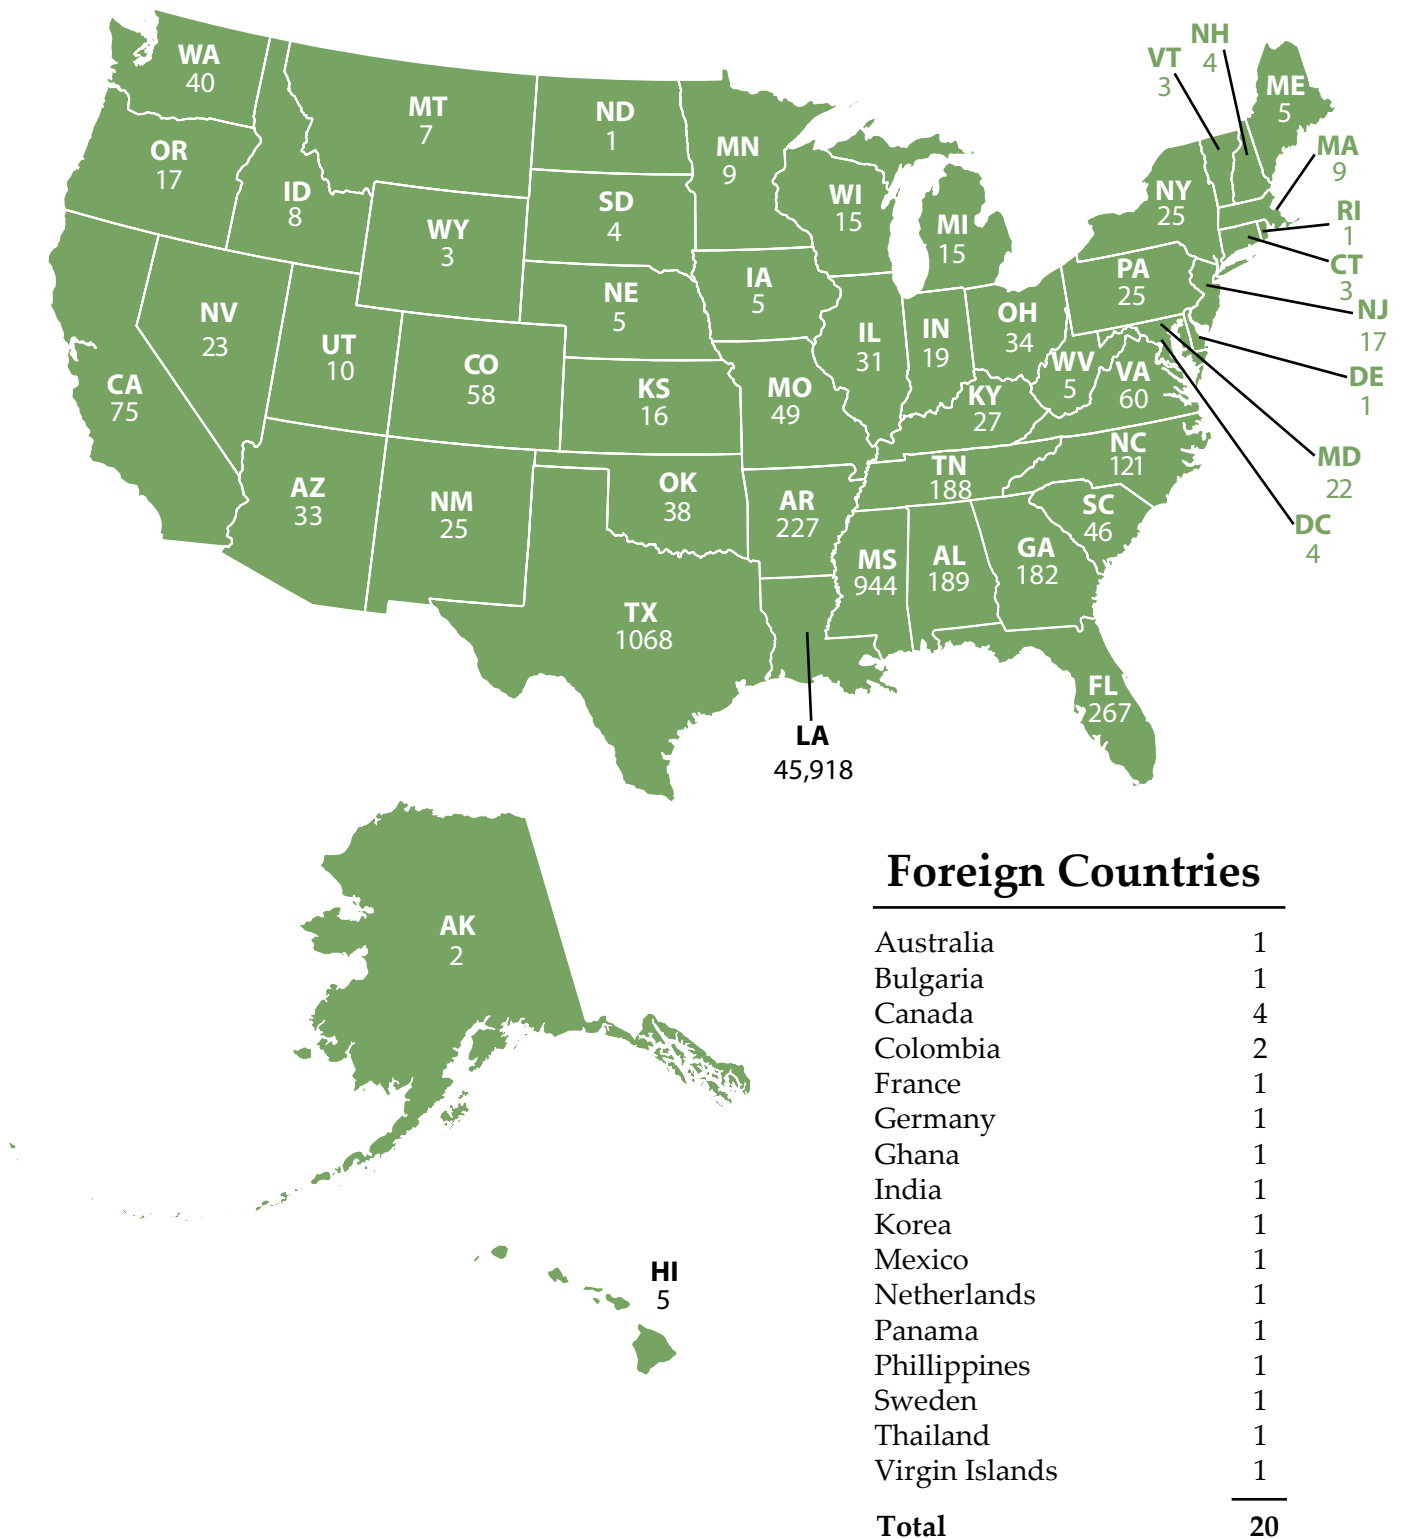 WA
40
OR
17
ID
8
MT
7
ND
1
MN
9
SD
4
WY
3
WI
15
MI
15
NY
25
VT
3
NH
4
ME
5
MA
9
RI
1
CT
3
NJ
17
DE
1
MD
22
DC
4
NV
23
UT
10
CO
58
NE
5
IA
5
IL
31
IN
19
OH
34
PA
25
WV
5
VA
60
CA
75
KS
16
MO
49
KY
27
NC
121
TN
188
SC
46
AZ
33
NM
25
OK
38
AR
227
MS
944
AL
189
GA
182
TX
1068
LA
45,918
FL
267
AK
2
HI
5
Foreign Countries
Australia 1
Bulgaria 1
Canada 4
Colombia 2
France 1
Germany 1
Ghana 1
India 1
Korea 1
Mexico 1
Netherlands 1
Panama 1
Phillippines 1
Sweden 1
Thailand 1
Virgin Islands 1
Total 20